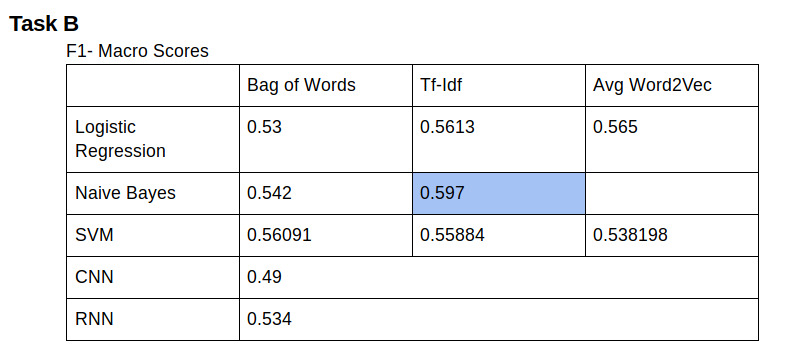 Task B
F1- Macro Scores
Bag of Words Tf-Idf Avg Word2Vec
Logistic Regression 0.53 0.5613 0.565
Naive Bayes 0.542 0.597
SVM 0.56091 0.55884 0.538198
CNN 0.49
RNN 0.534